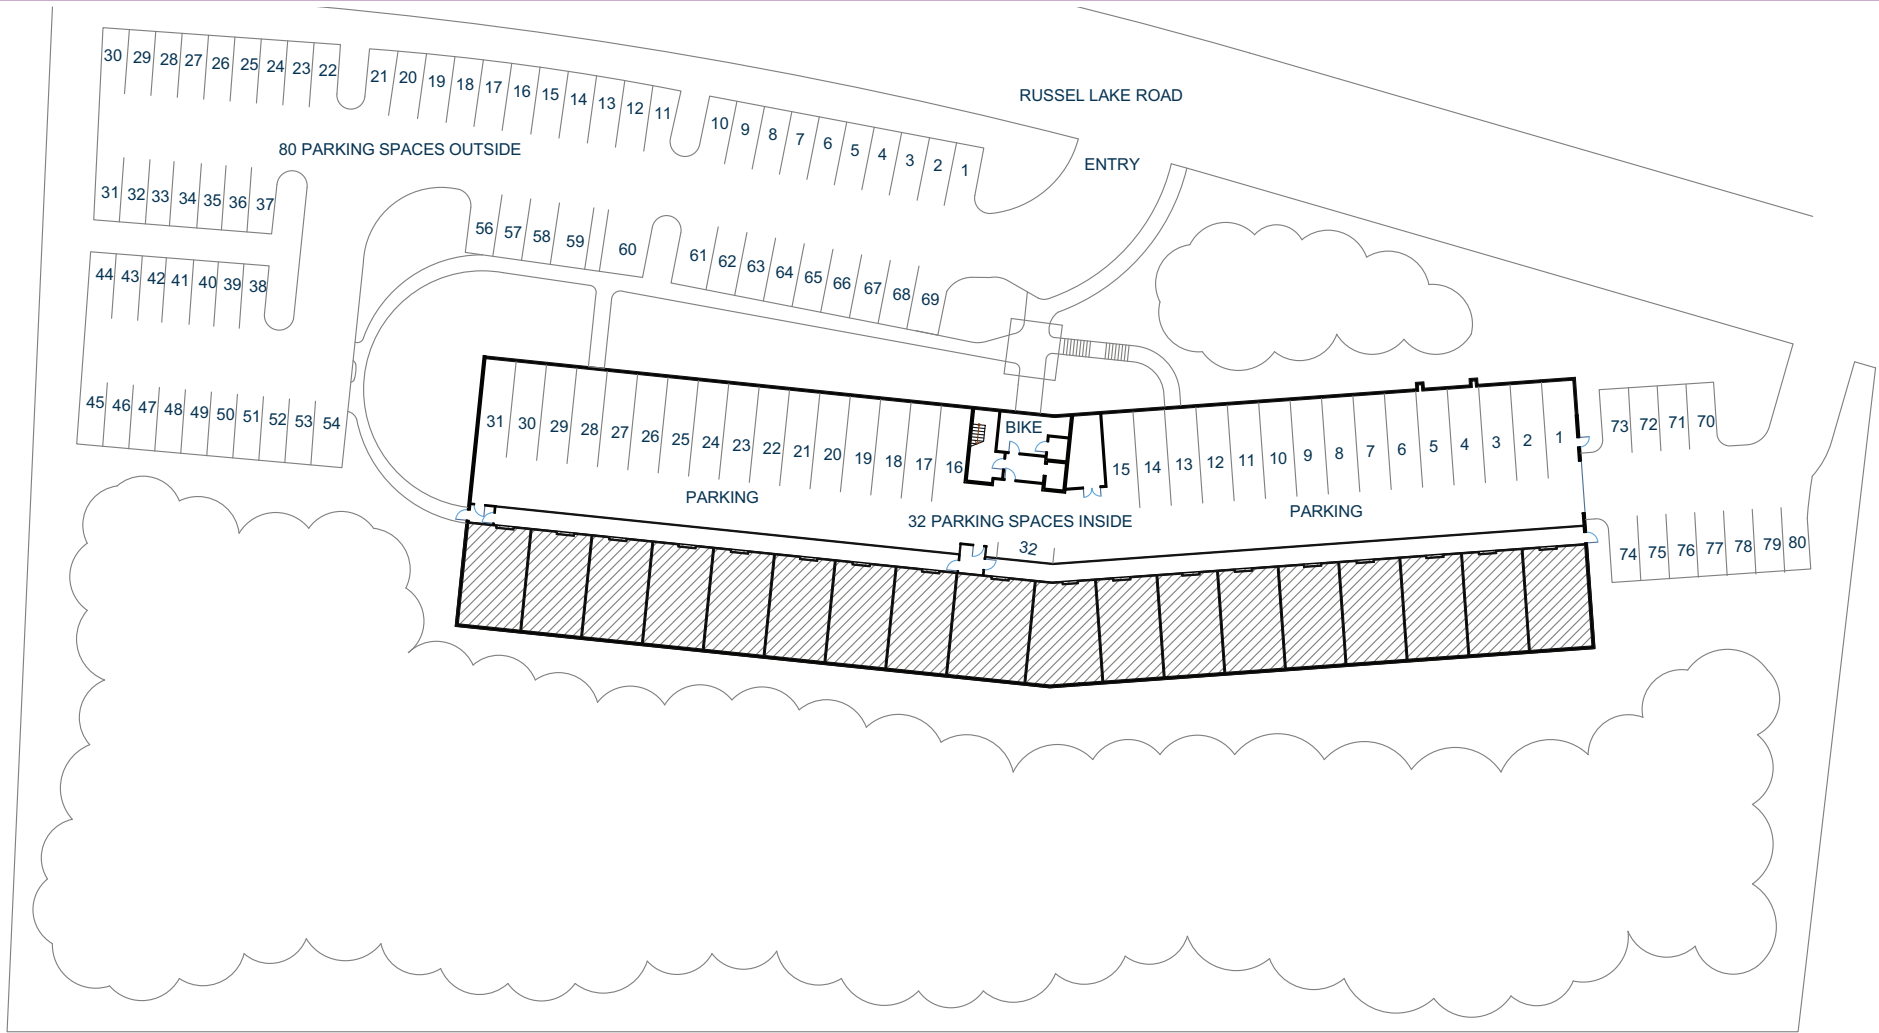 30 29 28 27 26 25 24 23 22
21 20 19 18 17 16 15 14 13 12 11
10 9 8 7 6 5 4 3 2 1
RUSSEL LAKE ROAD
ENTRY
80 PARKING SPACES OUTSIDE
31 32 33 34 35 36 37
56 57 58 59 60
61 62 63 64 65 66 67 68 69
44 43 42 41 40 39 38
45 46 47 48 49 50 51 52 53 54
31 30 29 28 27 26 25 24 23 22 21 20 19 18 17 16
BIKE
15 14 13 12 11 10 9 8 7 6 5 4 3 2 1
73 72 71 70
PARKING
32 PARKING SPACES INSIDE
PARKING
32
74 75 76 77 78 79 80